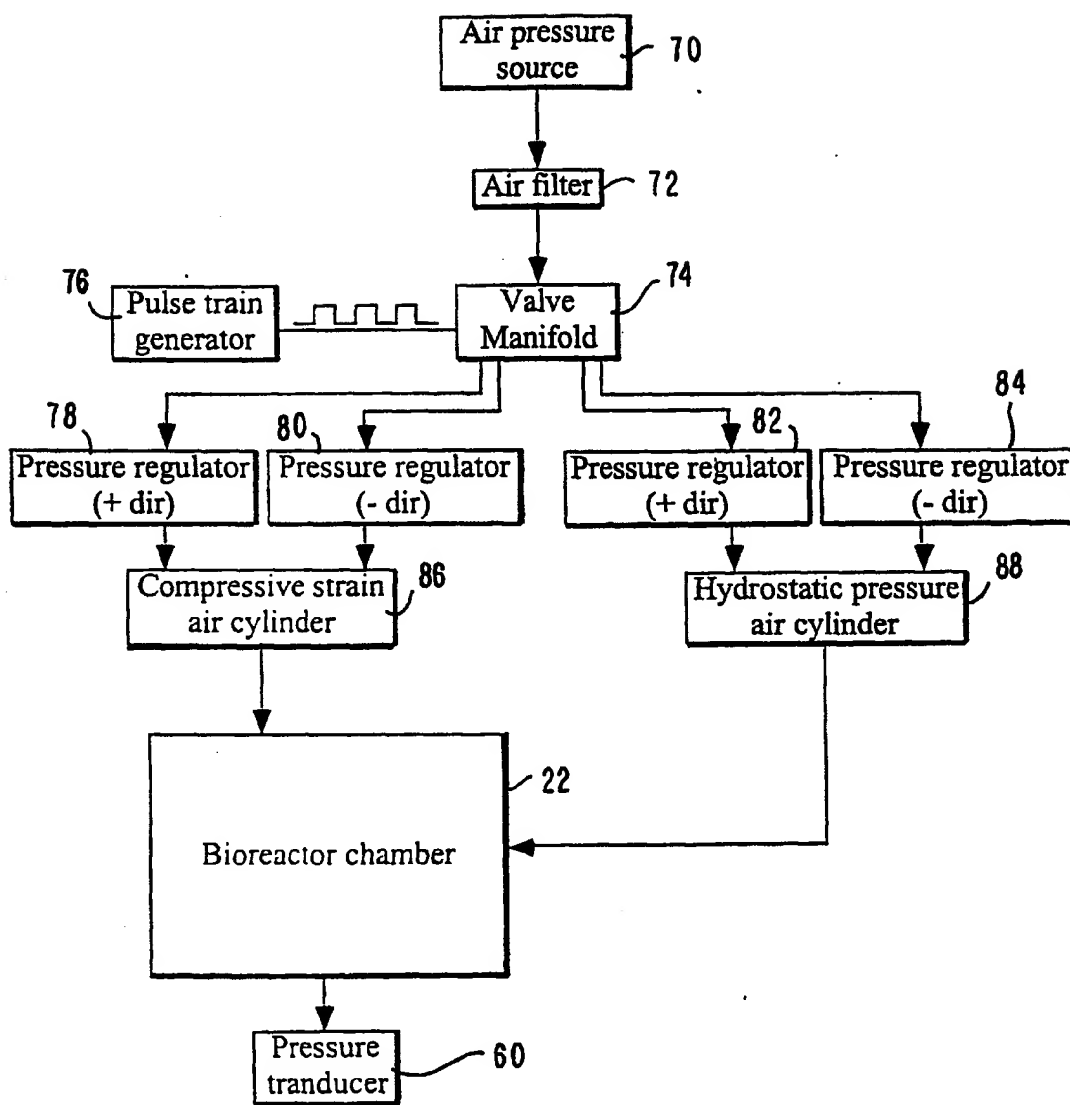 Air pressure
source
70
Air filter
72
76
Pulse train
generator
Valve
Manifold
74
78
Pressure regulator
(+ dir)
80
Pressure regulator
(- dir)
82
Pressure regulator
(+ dir)
84
Pressure regulator
(- dir)
Compressive strain
air cylinder
86
Hydrostatic pressure
air cylinder
88
22
Bioreactor chamber
Pressure
tranducer
60